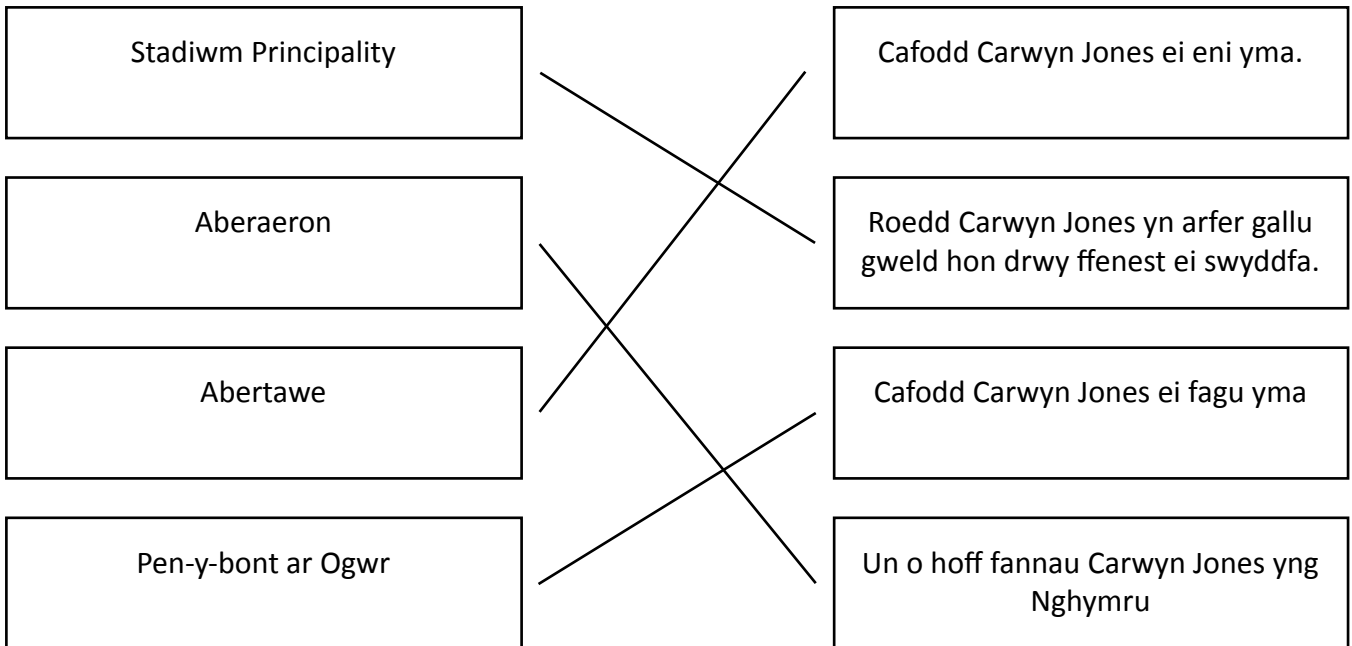 Stadiwm Principality
Cafodd Carwyn Jones ei eni yma.
Aberaeron
Roedd Carwyn Jones yn arfer gallu
gweld hon drwy ffenest ei swyddfa.
Abertawe
Cafodd Carwyn Jones ei fagu yma
Pen-y-bont ar Ogwr
Un o hoff fannau Carwyn Jones yng
Nghymru